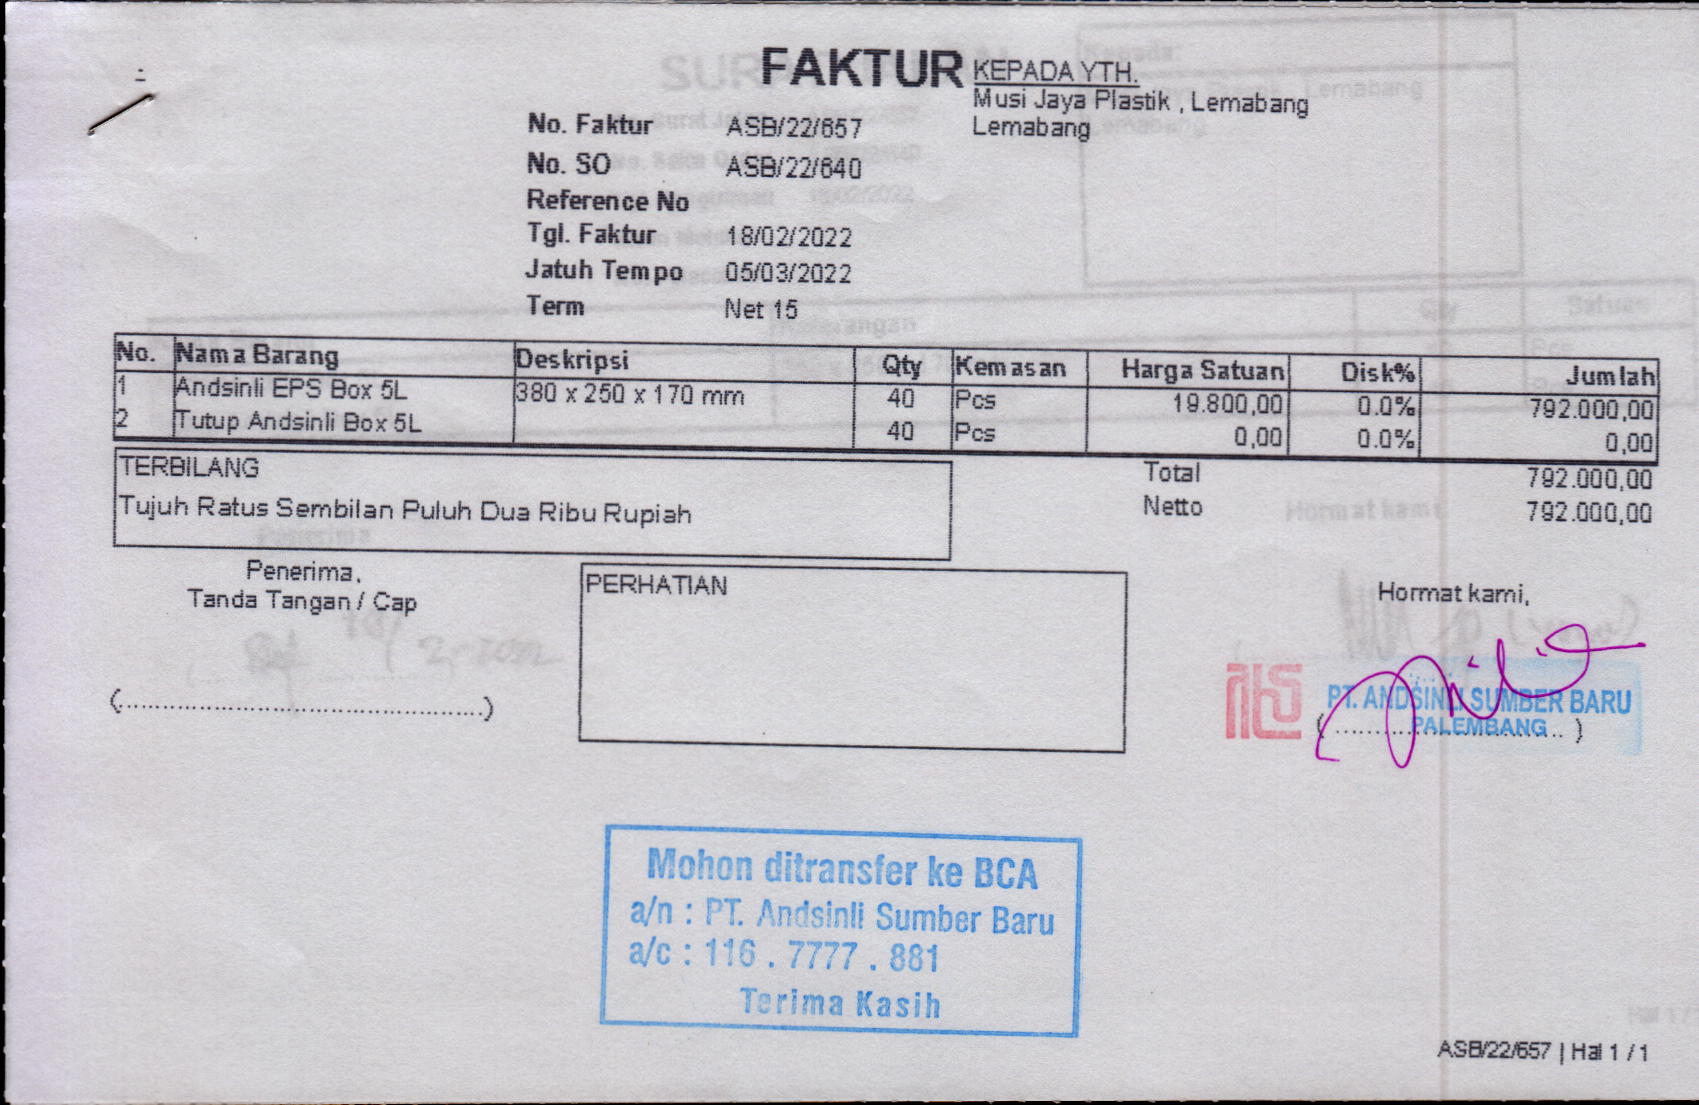 FAKTUR
KEPADA YTH.
Musi Jaya Plastik , Lemabang
Lemabang
No. Faktur ASB/22/657
No. SO ASB/22/640
Reference No
Tgl. Faktur 18/02/2022
Jatuh Tempo 05/03/2022
Term Net 15
No. Nama Barang Deskripsi Qty Kemasan Harga Satuan Disk% Jumlah
1 Andsinli EPS Box 5L 380 x 250 x 170 mm 40 Pcs 19.800,00 0.0% 792.000,00
2 Tutup Andsinli Box 5L 40 Pcs 0,00 0.0% 0,00
TERBILANG
Tujuh Ratus Sembilan Puluh Dua Ribu Rupiah
Total 792.000,00
Netto 792.000,00
Penerima,
Tanda Tangan / Cap
PERHATIAN
Hormat kami,
PT. ANDSINLI SUMBER BARU
PALEMBANG
Mohon ditransfer ke BCA
a/n : PT. Andsinli Sumber Baru
a/c : 116 . 7777 . 881
Terima Kasih
ASB/22/657 | Hal 1 / 1